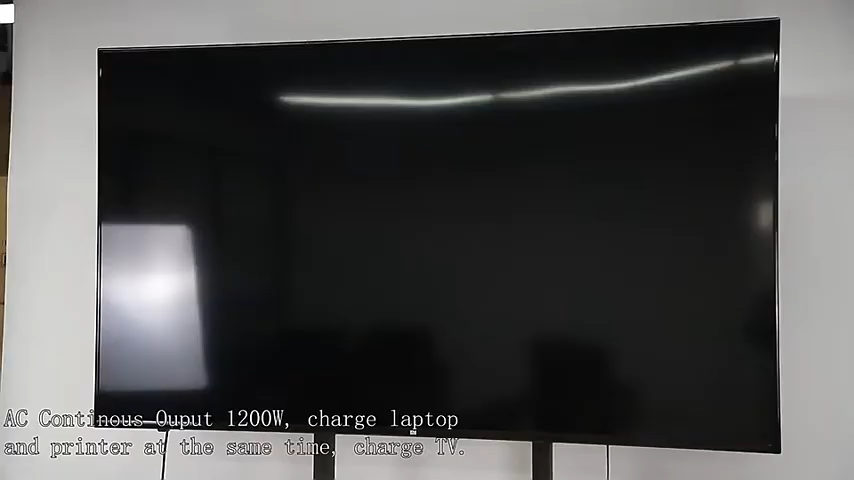 AC Continous Ouput 1200W, charge laptop
and printer at the same time, charge TV.